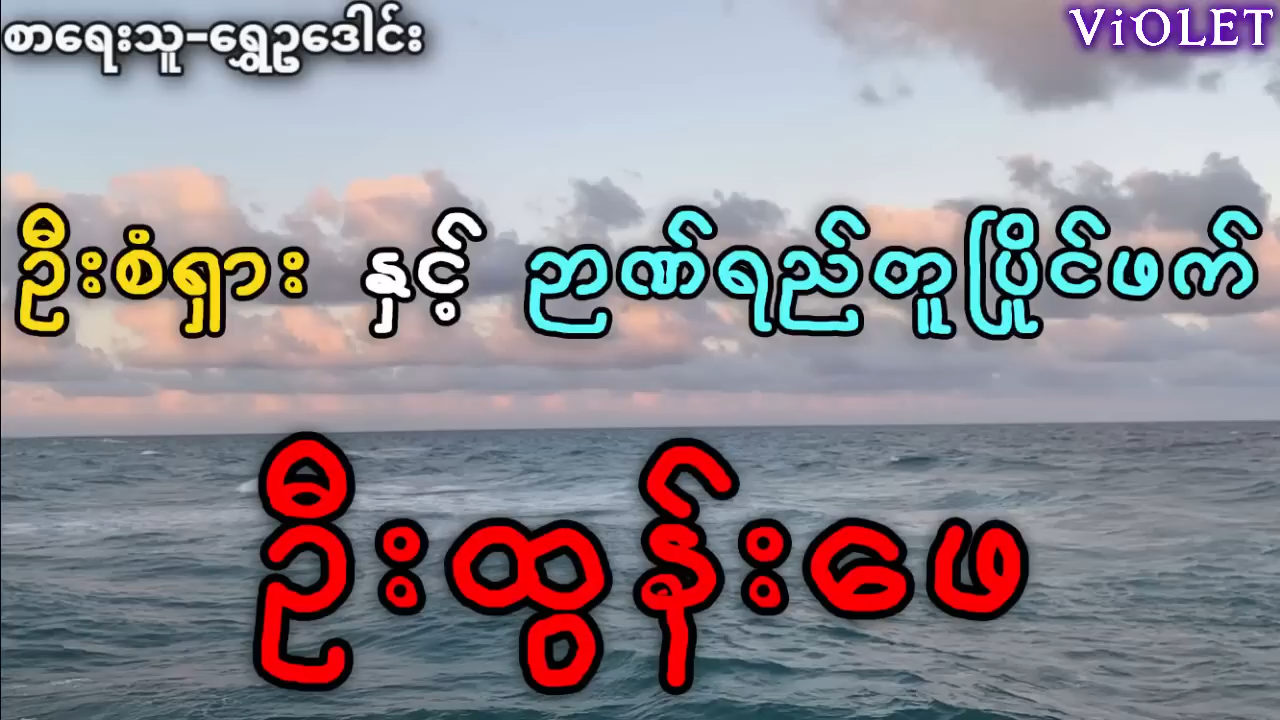 စာရေးသူ-ရွှေဥဒေါင်း
ViOLET
ဦးစံရှား နှင့် ဉာဏ်ရည်တူပြိုင်ဖက်
ဦးထွန်းဖေ